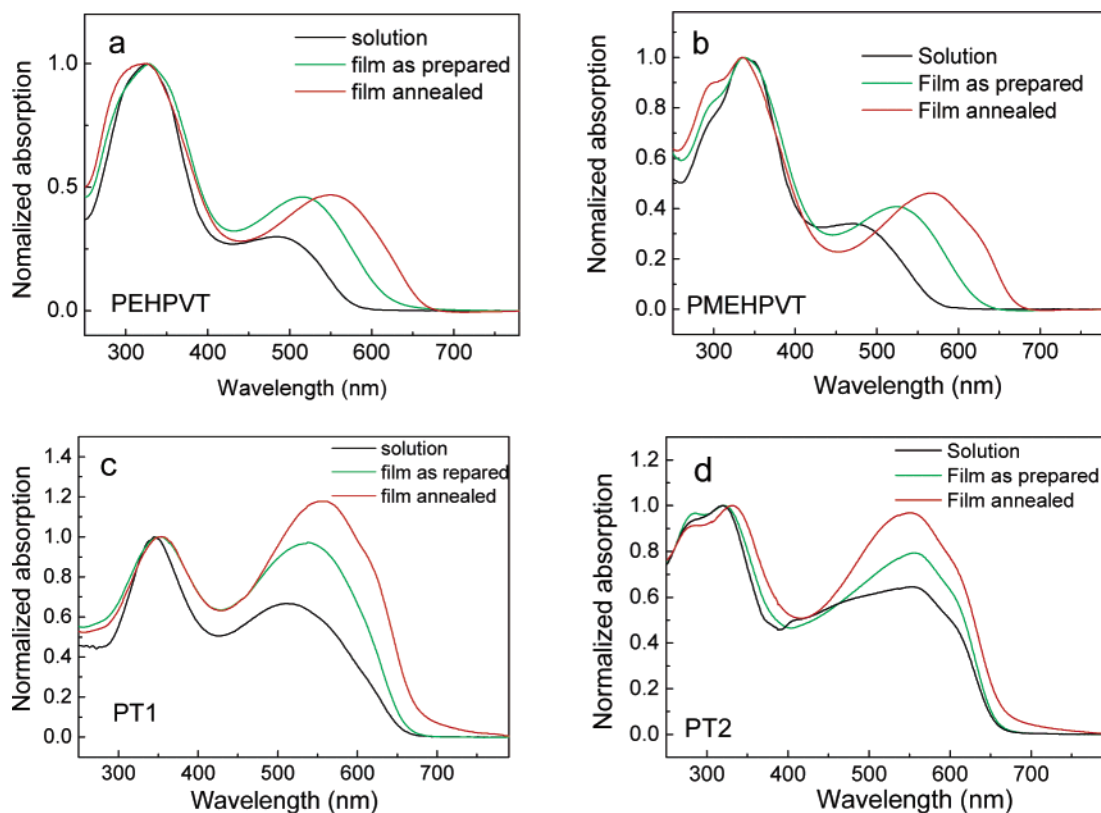 a
solution
film as prepared
film annealed
1.0
0.5
0.0
Nomalized absorption
PEHPVT
300 400 500 600 700
Wavelength (nm)
b
Solution
Film as prepared
Film annealed
1.0
0.8
0.6
0.4
0.2
0.0
Nomalized absorption
PMEHPVT
300 400 500 600 700
Wavelength (nm)
c
solution
film as repared
film annealed
1.4
1.2
1.0
0.8
0.6
0.4
0.2
0.0
Normalized absorption
PT1
300 400 500 600 700
Wavelength (nm)
d
Solution
Film as prepared
Film annealed
1.2
1.0
0.8
0.6
0.4
0.2
0.0
Normalized absorption
PT2
300 400 500 600 700
Wavelength (nm)